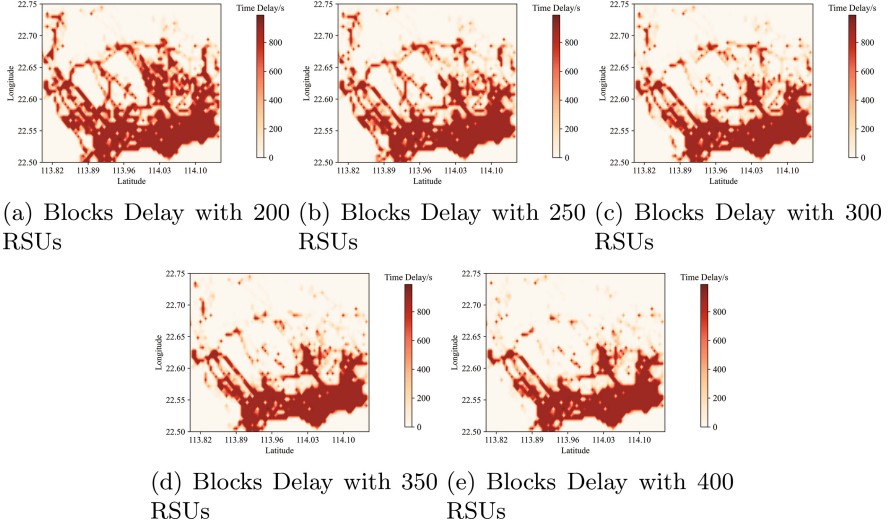 22.75
22.70
22.65
22.60
22.55
22.50
Longitude
113.82 113.89 113.96 114.03 114.10
Latitude
Time Delay/s
800
600
400
200
0
22.75
22.70
22.65
22.60
22.55
22.50
Longitude
113.82 113.89 113.96 114.03 114.10
Latitude
Time Delay/s
800
600
400
200
0
22.75
22.70
22.65
22.60
22.55
22.50
Longitude
113.82 113.89 113.96 114.03 114.10
Latitude
Time Delay/s
800
600
400
200
0
(a) Blocks Delay with 200
RSUs
(b) Blocks Delay with 250
RSUs
(c) Blocks Delay with 300
RSUs
22.75
22.70
22.65
22.60
22.55
22.50
Longitude
113.82 113.89 113.96 114.03 114.10
Latitude
Time Delay/s
800
600
400
200
0
22.75
22.70
22.65
22.60
22.55
22.50
Longitude
113.82 113.89 113.96 114.03 114.10
Latitude
Time Delay/s
800
600
400
200
0
(d) Blocks Delay with 350
RSUs
(e) Blocks Delay with 400
RSUs